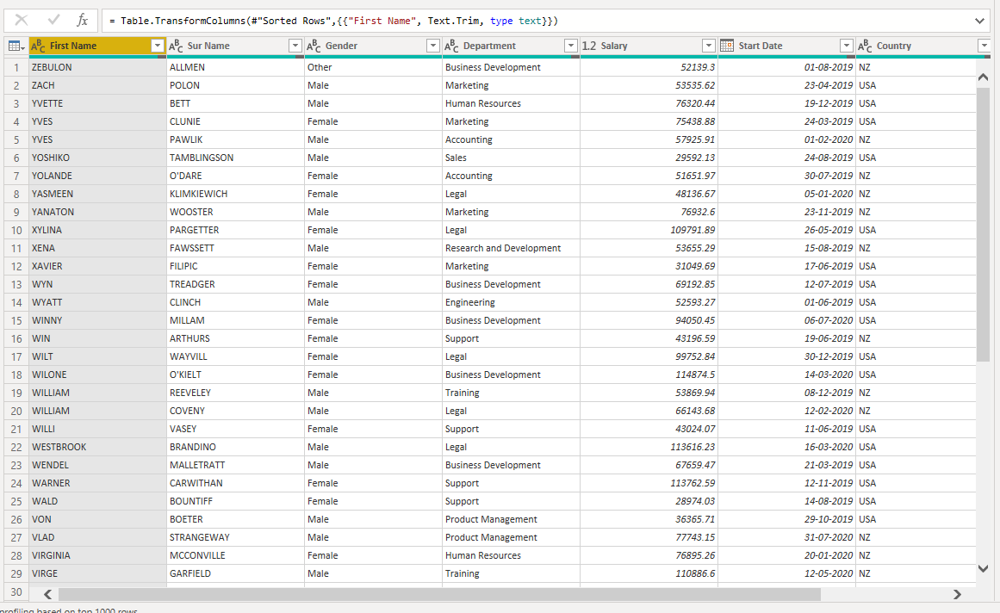 fx = Table.TransformColumns(#"Sorted Rows",{{"First Name", Text.Trim, type text}})
ABC First Name ABC Sur Name ABC Gender ABC Department 1.2 Salary Start Date ABC Country
1 ZEBULON ALLMEN Other Business Development 52139.3 01-08-2019 NZ
2 ZACH POLON Male Marketing 53535.62 23-04-2019 USA
3 YVETTE BETT Male Human Resources 76320.44 19-12-2019 USA
4 YVES CLUNIE Female Marketing 75438.88 24-03-2019 USA
5 YVES PAWLIK Male Accounting 57925.91 01-02-2020 NZ
6 YOSHIKO TAMBLINGSON Male Sales 29592.13 24-08-2019 USA
7 YOLANDE O'DARE Female Accounting 51651.97 30-07-2019 NZ
8 YASMEEN KLIMKIEWICH Female Legal 48136.67 05-01-2020 NZ
9 YANATON WOOSTER Male Marketing 76932.6 23-11-2019 NZ
10 XYLINA PARGETTER Female Legal 109791.89 26-05-2019 USA
11 XENA FAWSSETT Male Research and Development 53655.29 15-08-2019 NZ
12 XAVIER FILIPIC Female Marketing 31049.69 17-06-2019 USA
13 WYN TREADGER Female Business Development 69192.85 12-07-2019 USA
14 WYATT CLINCH Male Engineering 52593.27 01-06-2019 USA
15 WINNY MILLAM Female Business Development 94050.45 06-07-2020 USA
16 WIN ARTHURS Female Support 43196.59 19-06-2019 NZ
17 WILT WAYVILL Female Legal 99752.84 30-12-2019 USA
18 WILONE O'KIELT Female Business Development 114874.5 14-03-2020 USA
19 WILLIAM REEVELEY Male Training 53869.94 08-12-2019 NZ
20 WILLIAM COVENY Male Legal 66143.68 12-02-2020 NZ
21 WILLI VASEY Female Support 43024.07 11-06-2019 USA
22 WESTBROOK BRANDINO Male Legal 113616.23 16-03-2020 USA
23 WENDEL MALLETRATT Male Business Development 67659.47 21-03-2019 USA
24 WARNER CARWITHAN Female Support 113762.59 12-11-2019 USA
25 WALD BOUNTIFF Female Support 28974.03 14-08-2019 USA
26 VON BOETER Male Product Management 36365.71 29-10-2019 USA
27 VLAD STRANGEWAY Male Product Management 77743.15 31-07-2020 NZ
28 VIRGINIA MCCONVILLE Female Human Resources 76895.26 20-01-2020 NZ
29 VIRGE GARFIELD Male Training 110886.6 12-05-2020 NZ
30
profiling based on top 1000 rows